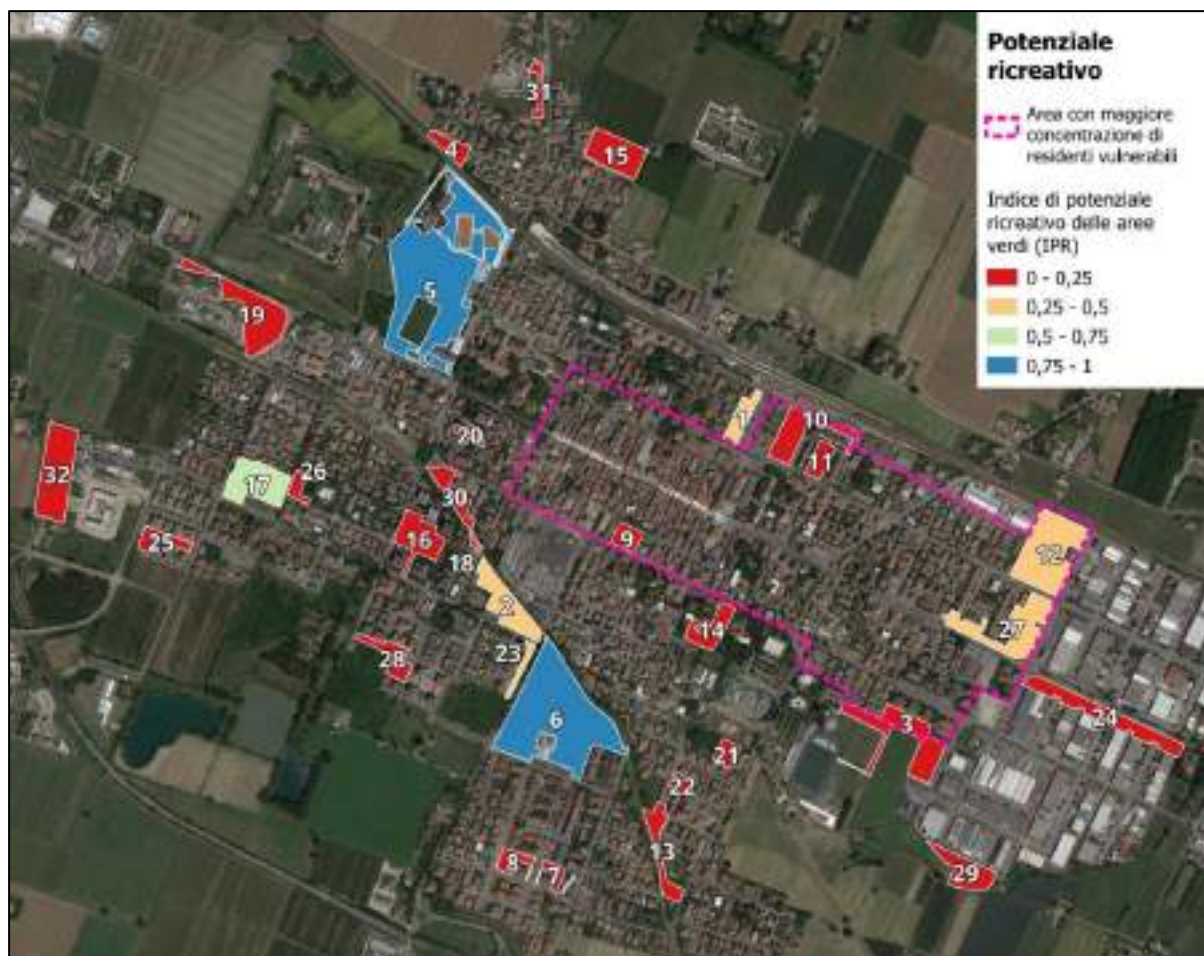 Potenziale
ricreativo
Area con maggiore
concentrazione di
residenti vulnerabili
Indice di potenziale
ricreativo delle aree
verdi (IPR)
0 - 0,25
0,25 - 0,5
0,5 - 0,75
0,75 - 1
31
4
15
5
19
1
10
11
20
32
17
26
30
16
9
25
18
12
2
14
27
28
23
6
3
24
21
22
13
8
7
29